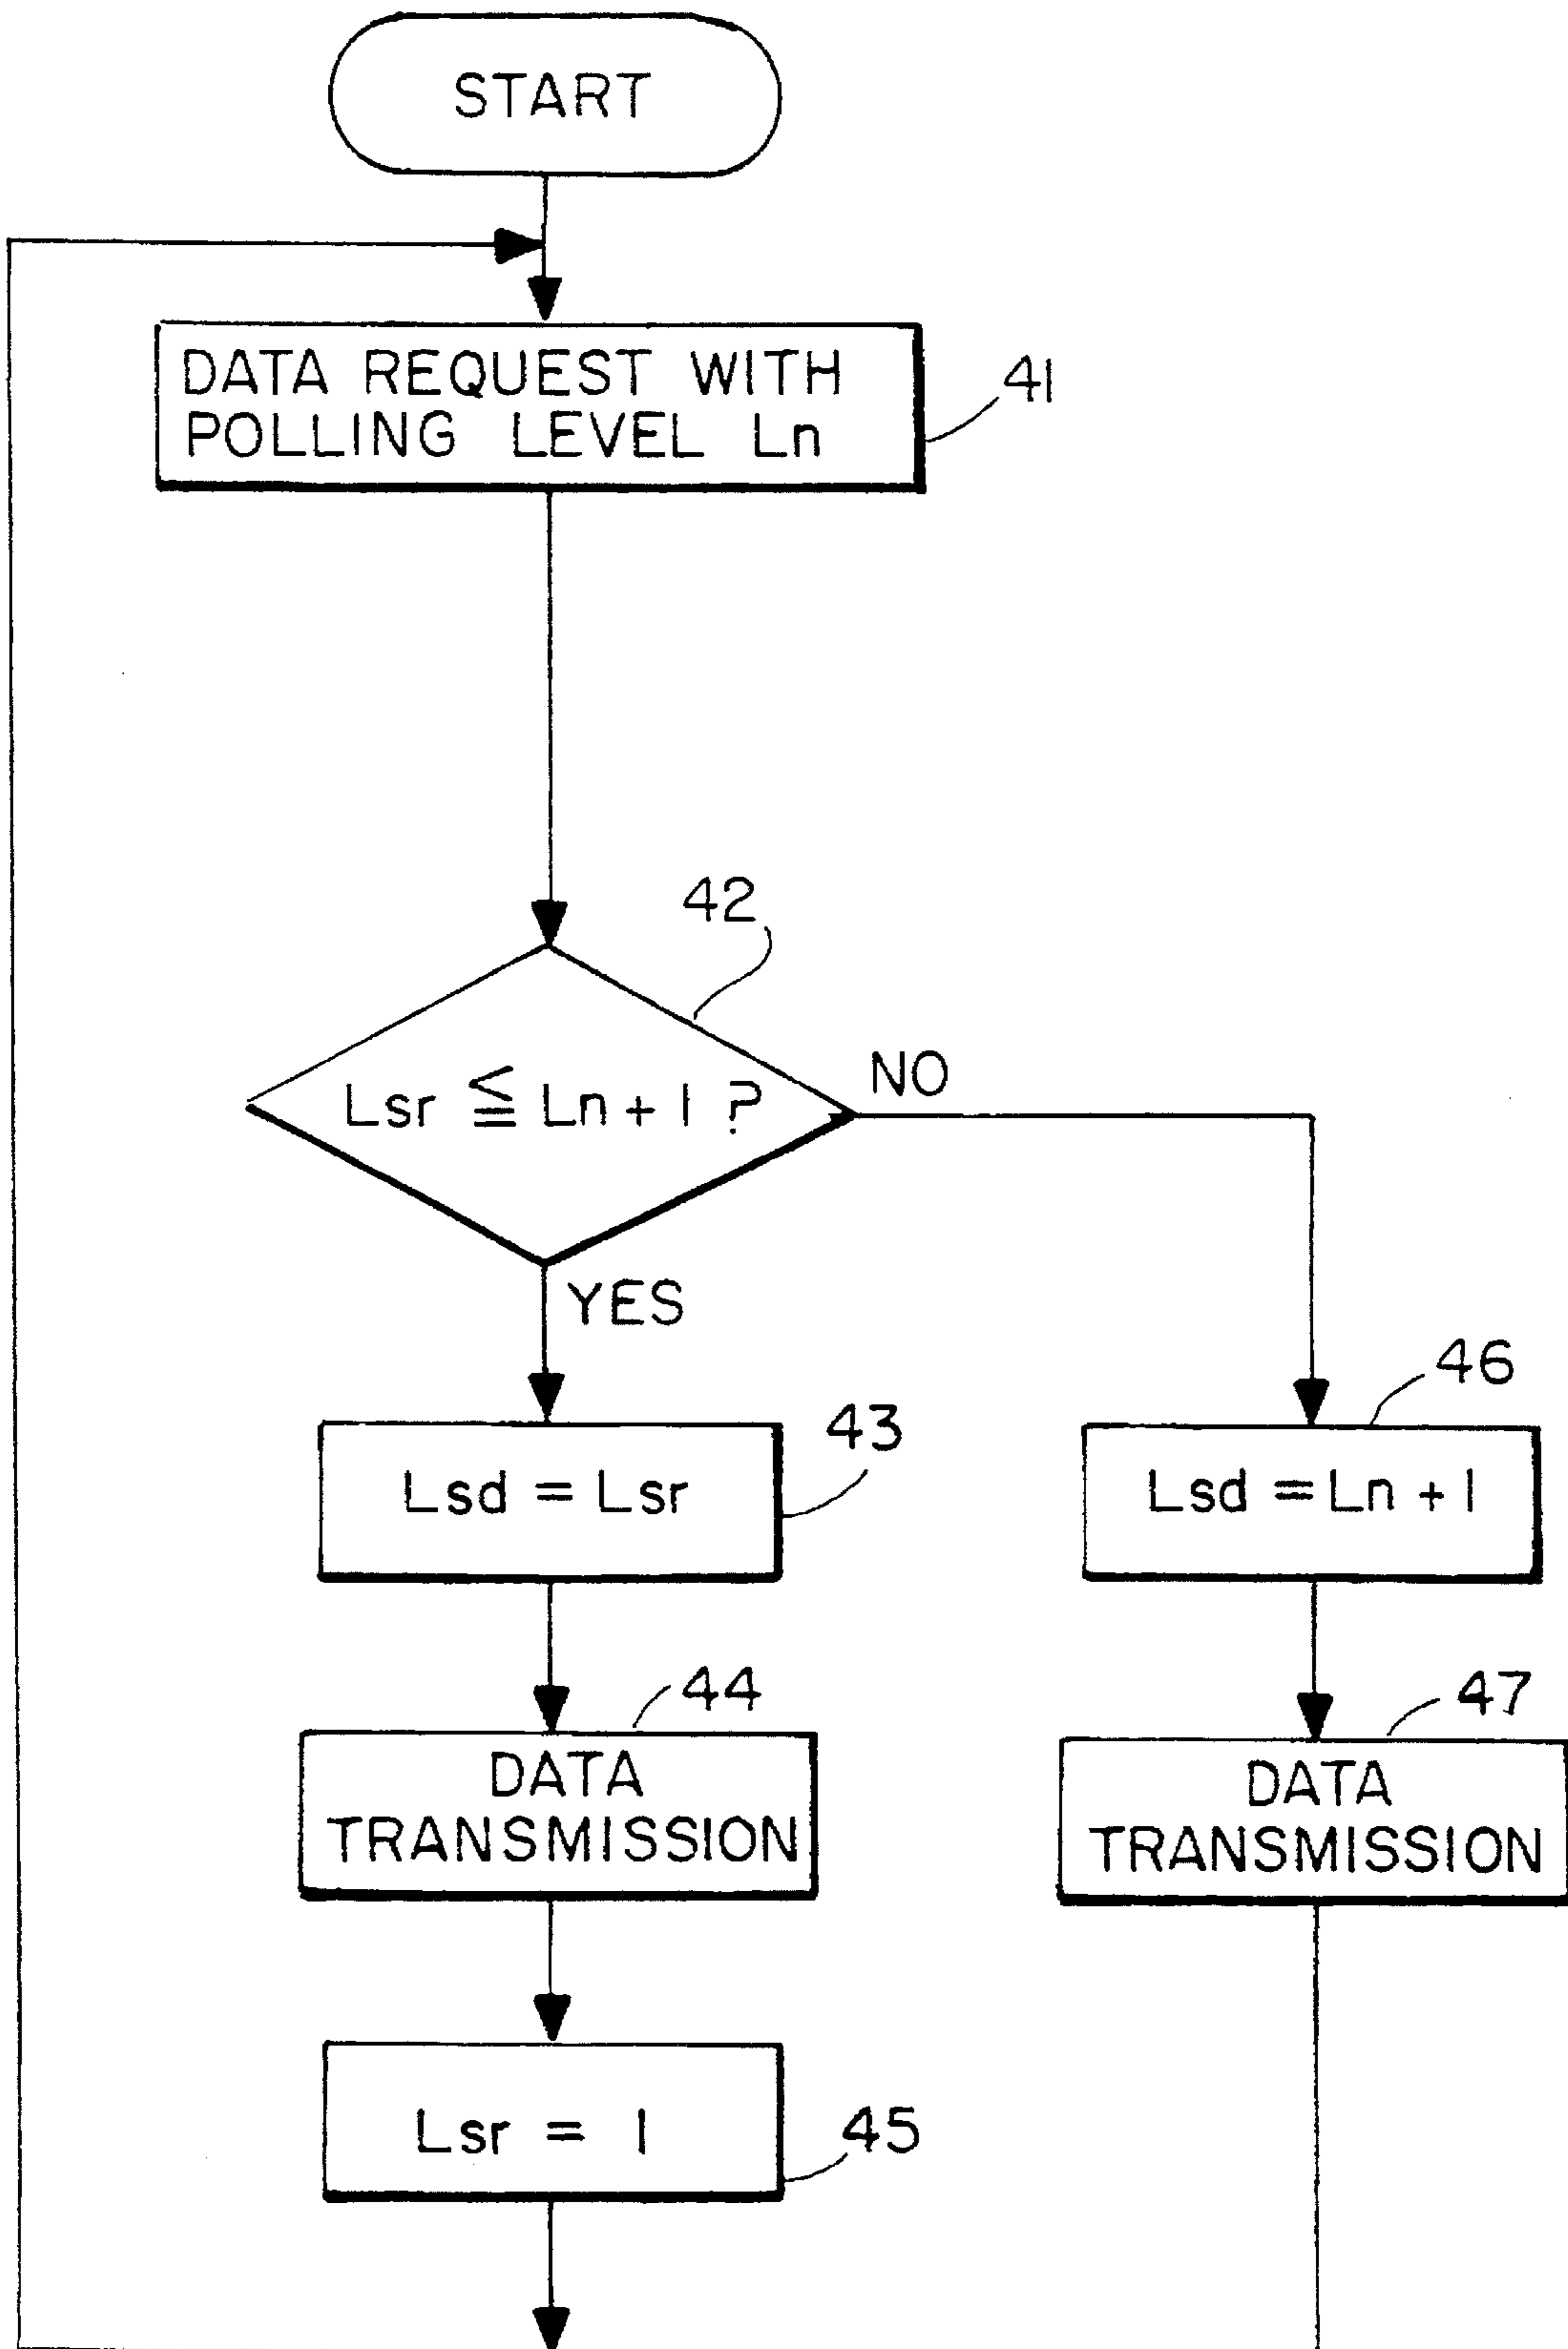 START
DATA REQUEST WITH
POLLING LEVEL Ln
41
42
Lsr ≦ Ln + 1 ?
NO
YES
43
Lsd = Lsr
46
Lsd = Ln + 1
44
DATA
TRANSMISSION
47
DATA
TRANSMISSION
Lsr = 1
45